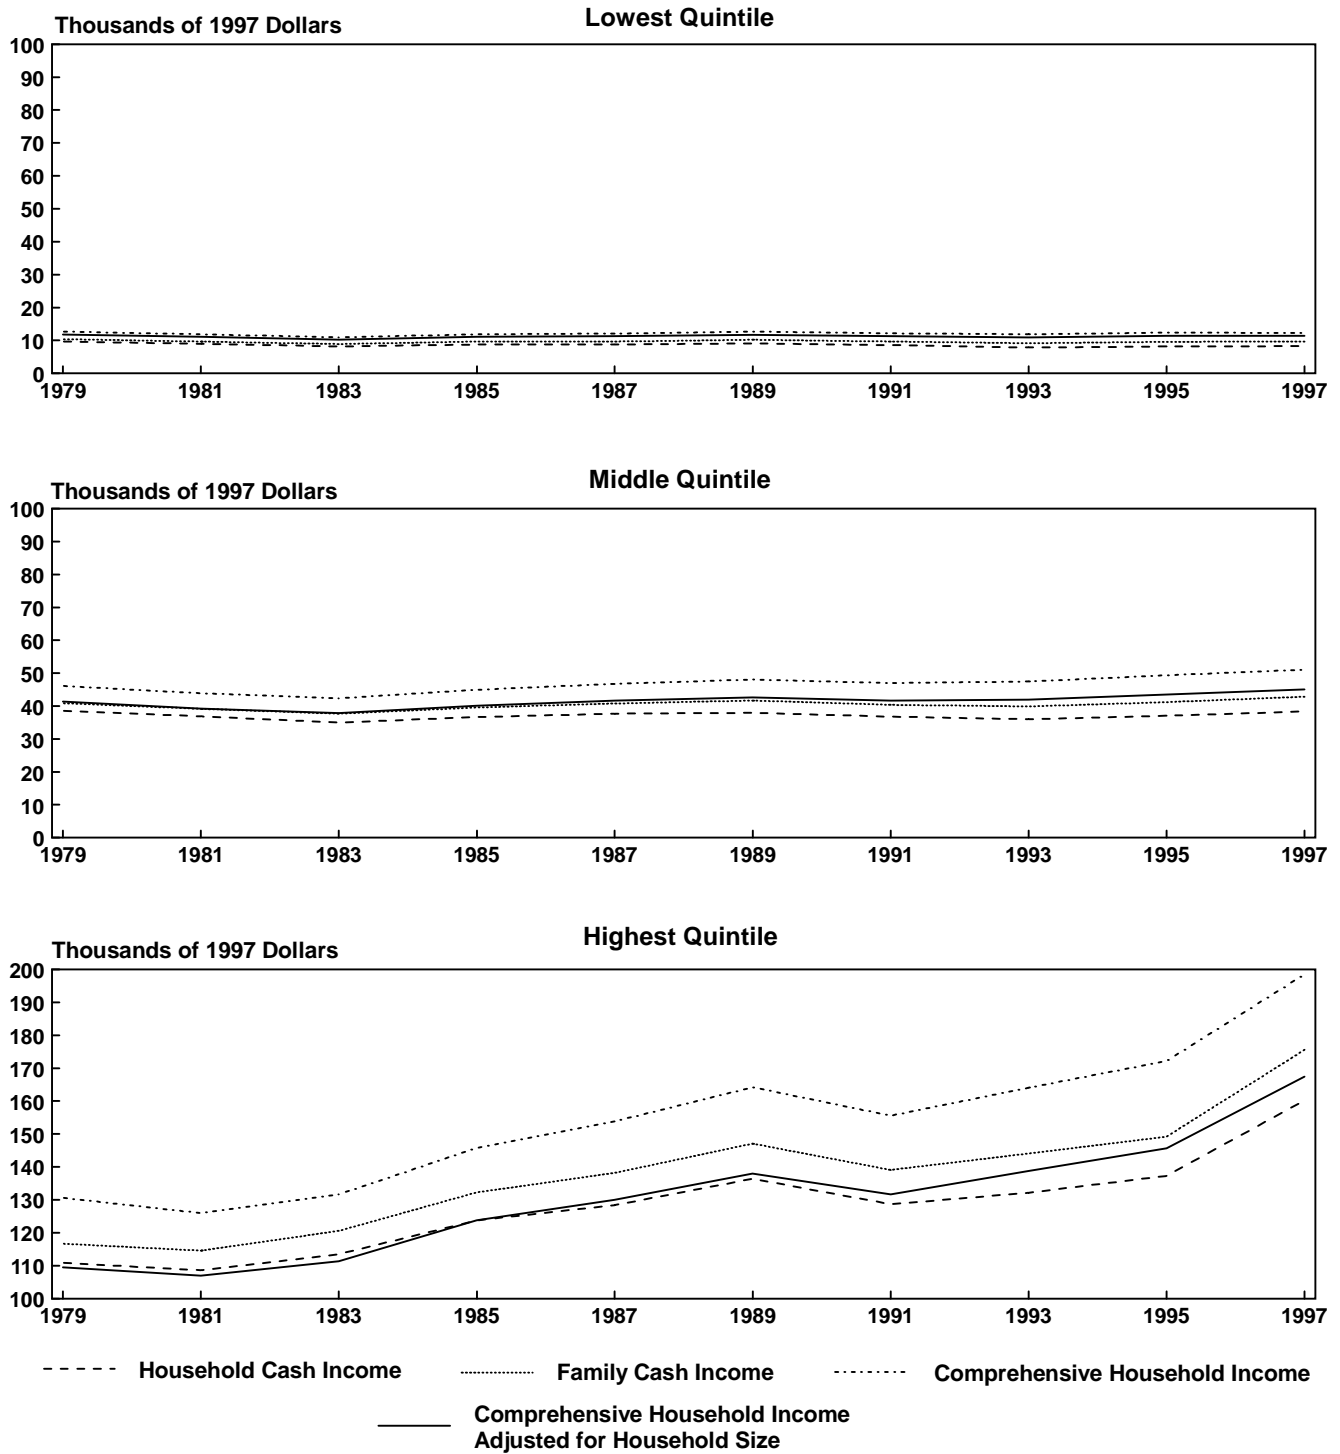 Lowest Quintile
Thousands of 1997 Dollars
100
90
80
70
60
50
40
30
20
10
0
1979 1981 1983 1985 1987 1989 1991 1993 1995 1997
Middle Quintile
Thousands of 1997 Dollars
100
90
80
70
60
50
40
30
20
10
0
1979 1981 1983 1985 1987 1989 1991 1993 1995 1997
Highest Quintile
Thousands of 1997 Dollars
200
190
180
170
160
150
140
130
120
110
100
1979 1981 1983 1985 1987 1989 1991 1993 1995 1997
Household Cash Income Family Cash Income Comprehensive Household Income
Comprehensive Household Income
Adjusted for Household Size